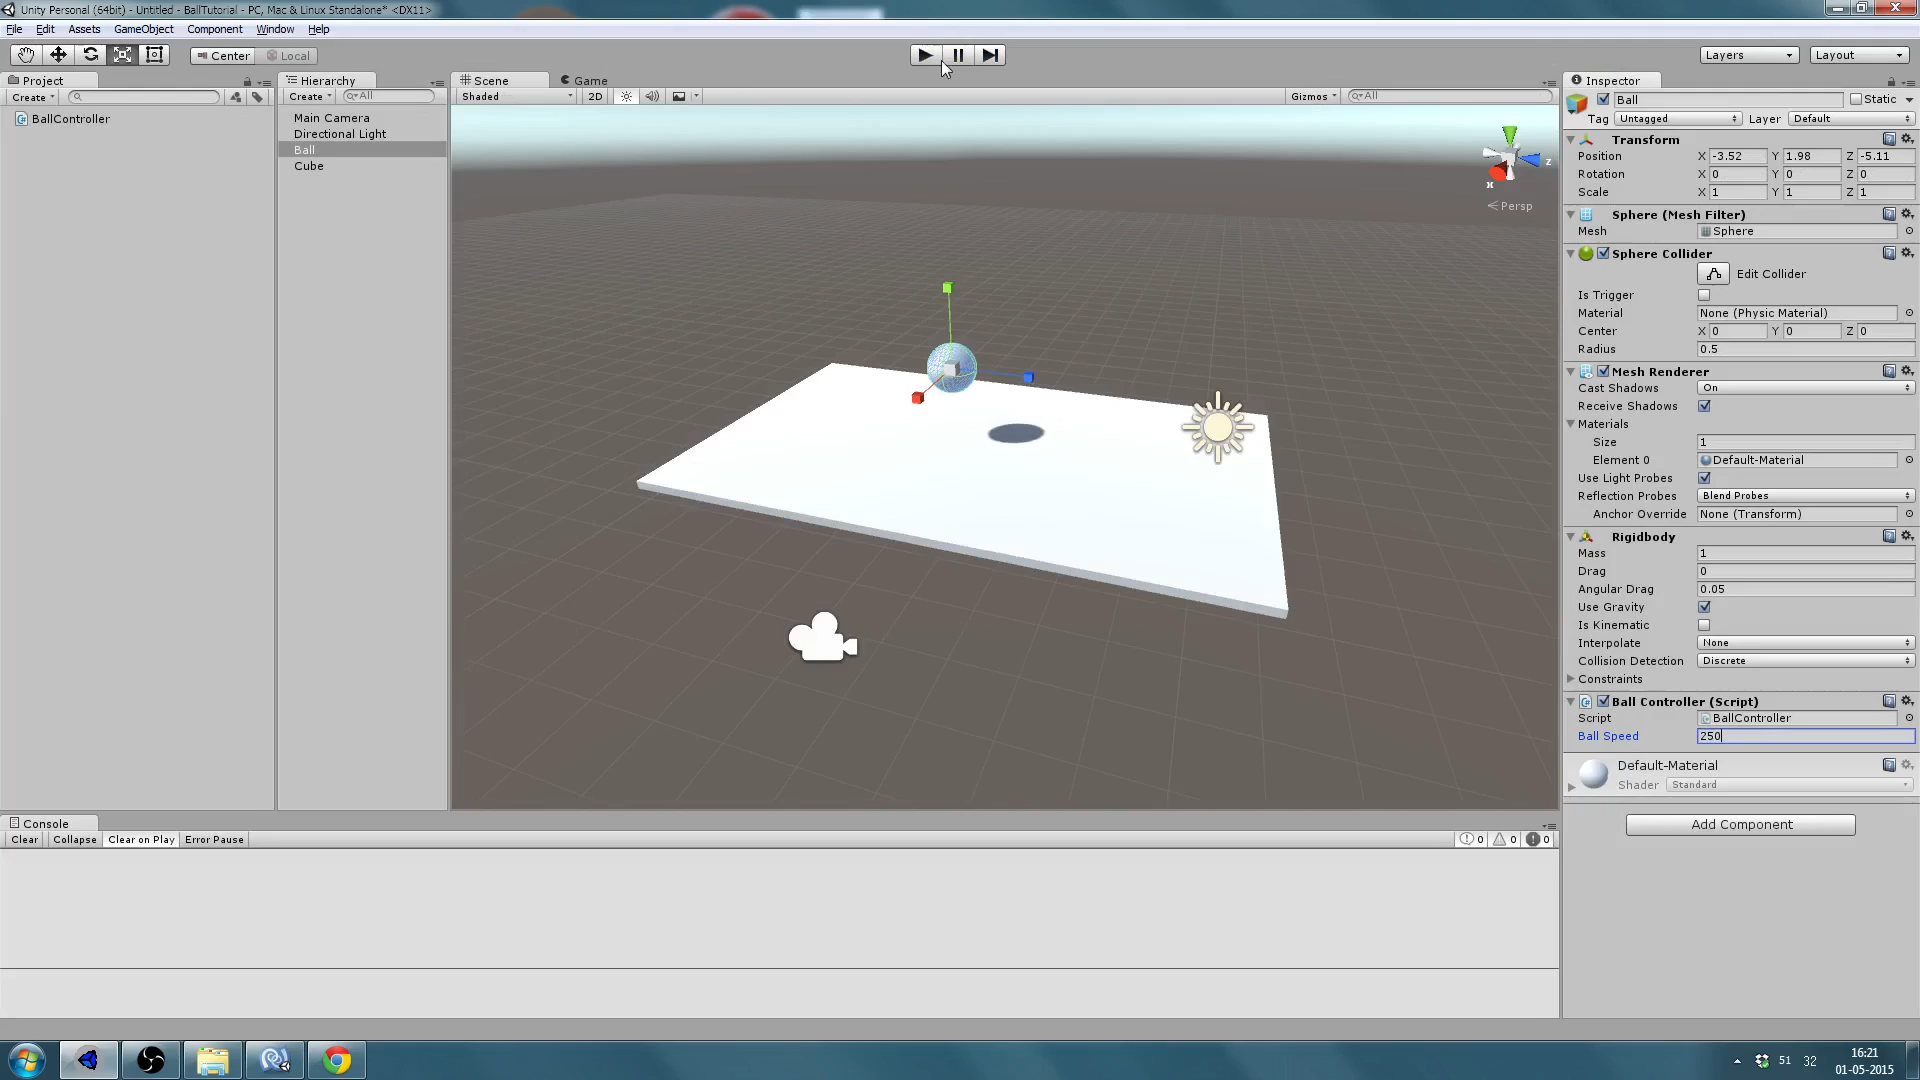 Unity Personal (64bit) - Untitled - BallTutorial - PC, Mac & Linux Standalone* <DX11>
File Edit Assets GameObject Component Window Help
Center Local Layers Layout
Project Hierarchy Scene Game Inspector
Create Create All Shaded 2D Gizmos All
BallController
Main Camera
Directional Light
Ball
Cube
x
z
Persp
Ball Static
Tag Untagged Layer Default
Transform
Position X -3.52 Y 1.98 Z -5.11
Rotation X 0 Y 0 Z 0
Scale X 1 Y 1 Z 1
Sphere (Mesh Filter)
Mesh Sphere
Sphere Collider
Edit Collider
Is Trigger
Material None (Physic Material)
Center X 0 Y 0 Z 0
Radius 0.5
Mesh Renderer
Cast Shadows On
Receive Shadows
Materials
Size 1
Element 0 Default-Material
Use Light Probes
Reflection Probes Blend Probes
Anchor Override None (Transform)
Rigidbody
Mass 1
Drag 0
Angular Drag 0.05
Use Gravity
Is Kinematic
Interpolate None
Collision Detection Discrete
Constraints
Ball Controller (Script)
Script BallController
Ball Speed 250
Default-Material
Shader Standard
Add Component
Console
Clear Collapse Clear on Play Error Pause 0 0 0
51 32 16:21
01-05-2015